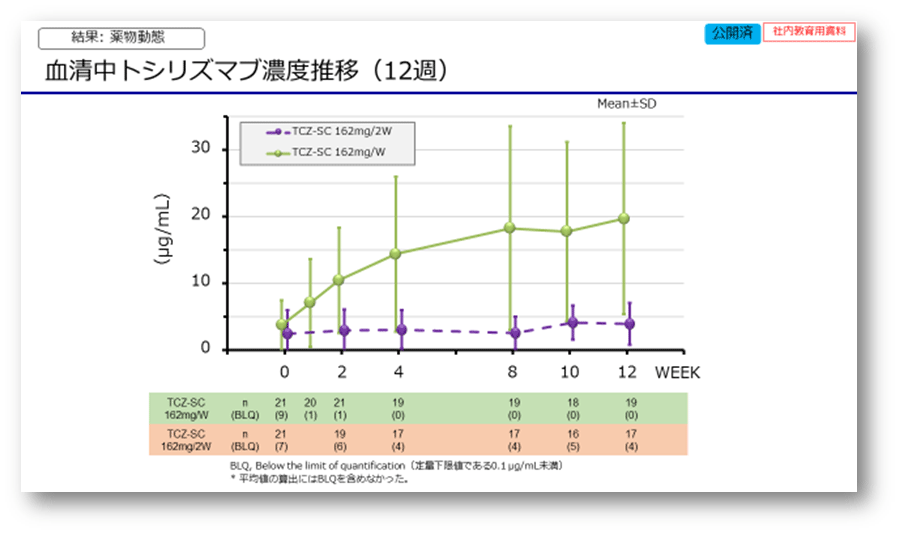 結果: 薬物動態
公開済
社内教育用資料
血清中トシリズマブ濃度推移（12週）
Mean±SD
TCZ-SC 162mg/2W
TCZ-SC 162mg/W
(μg/mL)
30
20
10
0
0 2 4 8 10 12 WEEK
TCZ-SC 162mg/W n (BLQ) 21 (9) 20 (1) 21 (1) 19 (0) 19 (0) 18 (0) 19 (0)
TCZ-SC 162mg/2W n (BLQ) 21 (7) 19 (6) 17 (4) 17 (4) 16 (5) 17 (4)
BLQ, Below the limit of quantification（定量下限値である0.1 μg/mL未満）
* 平均値の算出にはBLQを含めなかった。